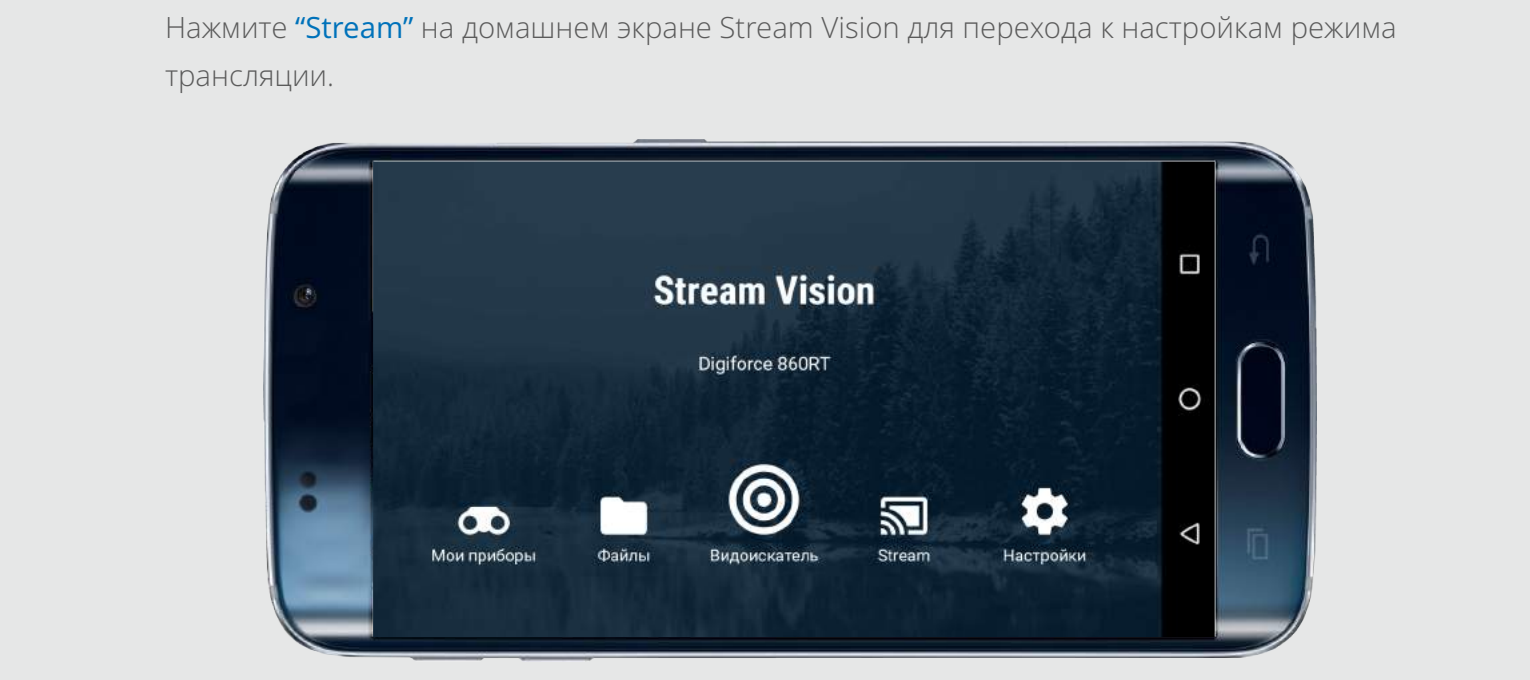 Нажмите “Stream” на домашнем экране Stream Vision для перехода к настройкам режима
трансляции.
Stream Vision
Digiforce 860RT
Мои приборы Файлы Видоискатель Stream Настройки